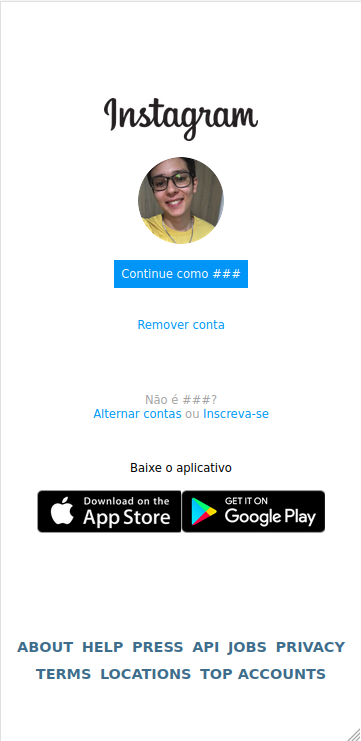 Instagram
Continue como ###
Remover conta
Não é ###?
Alternar contas ou Inscreva-se
Baixe o aplicativo
Download on the
App Store
GET IT ON
Google Play
ABOUT HELP PRESS API JOBS PRIVACY
TERMS LOCATIONS TOP ACCOUNTS